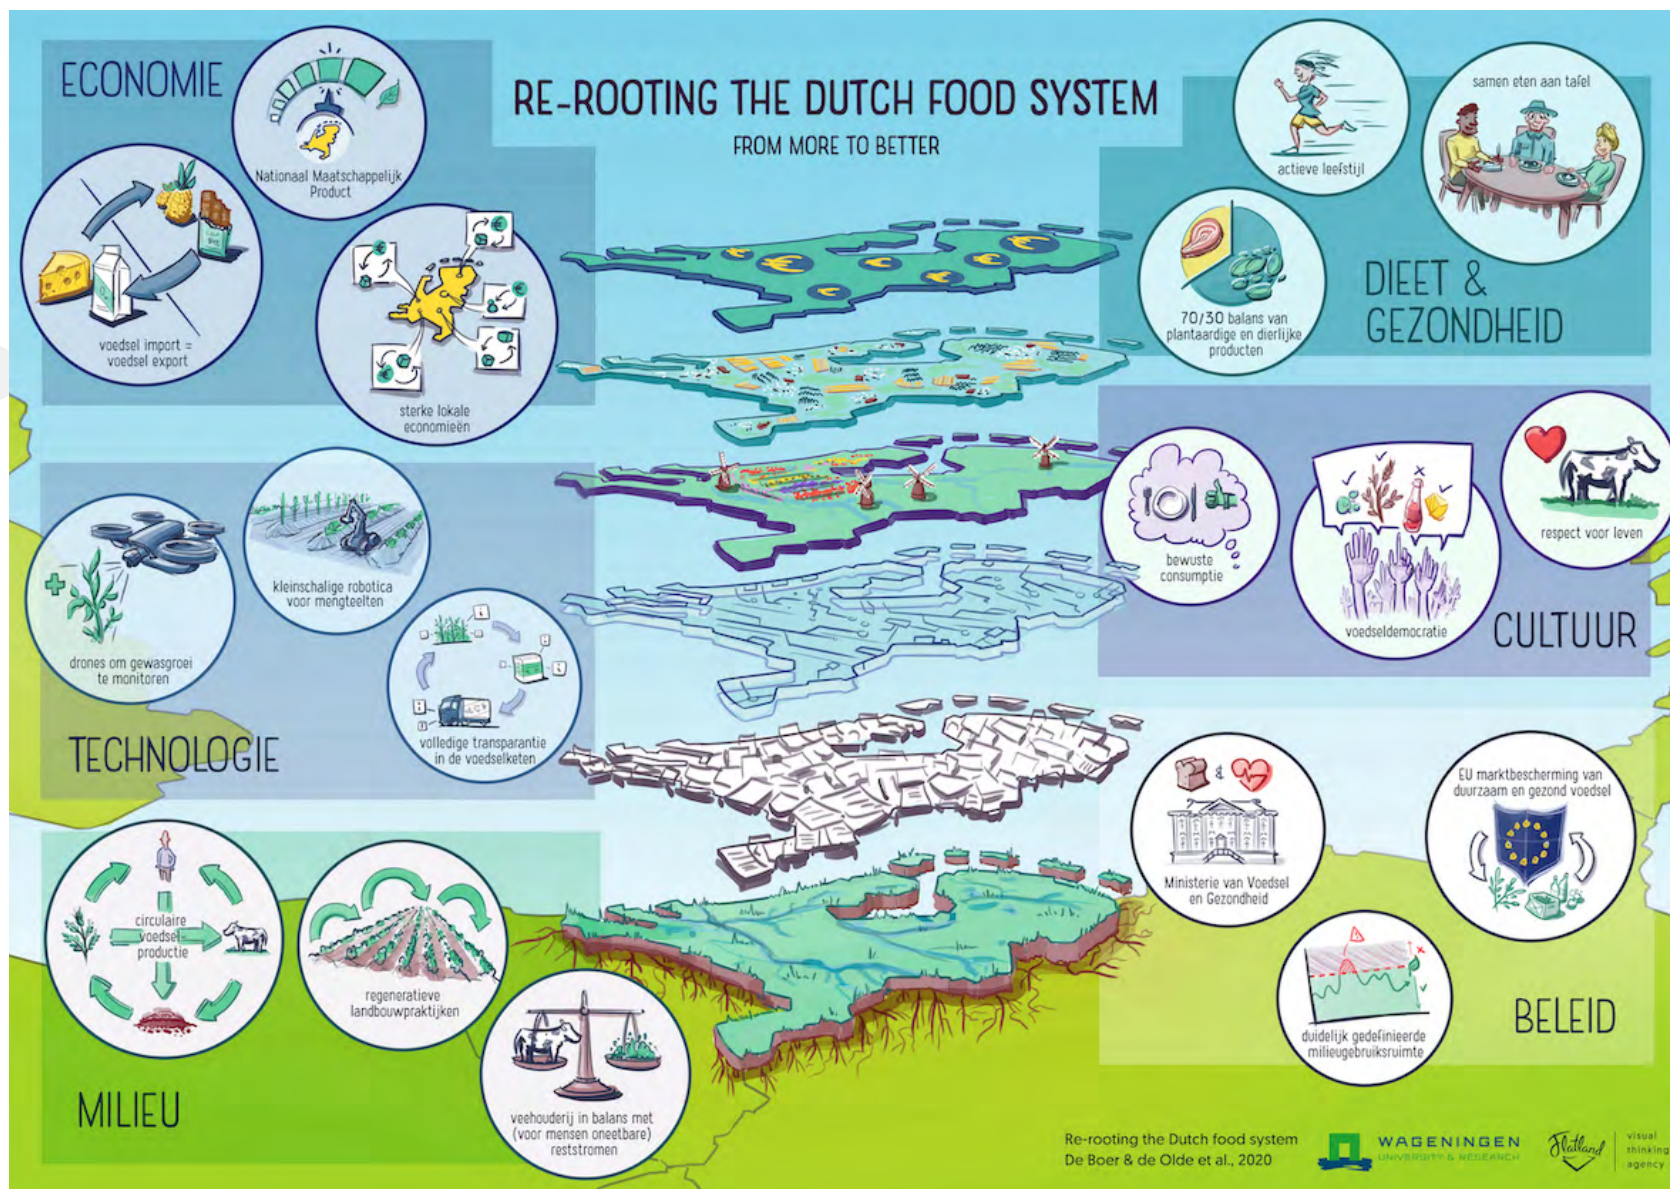 RE-ROOTING THE DUTCH FOOD SYSTEM
FROM MORE TO BETTER
ECONOMIE
Nationaal Maatschappelijk
Product
voedsel import =
voedsel export
sterke lokale
economieën
actieve leefstijl
samen eten aan tafel
70/30 balans van
plantaardige en dierlijke
producten
DIEET &
GEZONDHEID
kleinschalige robotica
voor mengteelten
drones om gewasgroei
te monitoren
volledige transparantie
in de voedselketen
TECHNOLOGIE
bewuste
consumptie
voedseldemocratie
respect voor leven
CULTUUR
circulaire
voedsel-
productie
regeneratieve
landbouwpraktijken
veehouderij in balans met
(voor mensen oneetbare)
reststromen
MILIEU
&
Ministerie van Voedsel
en Gezondheid
EU marktbescherming van
duurzaam en gezond voedsel
duidelijk gedefinieerde
milieugebruiksruimte
BELEID
Re-rooting the Dutch food system
De Boer & de Olde et al., 2020
WAGENINGEN
UNIVERSITY & RESEARCH
Flatland
visual
thinking
agency